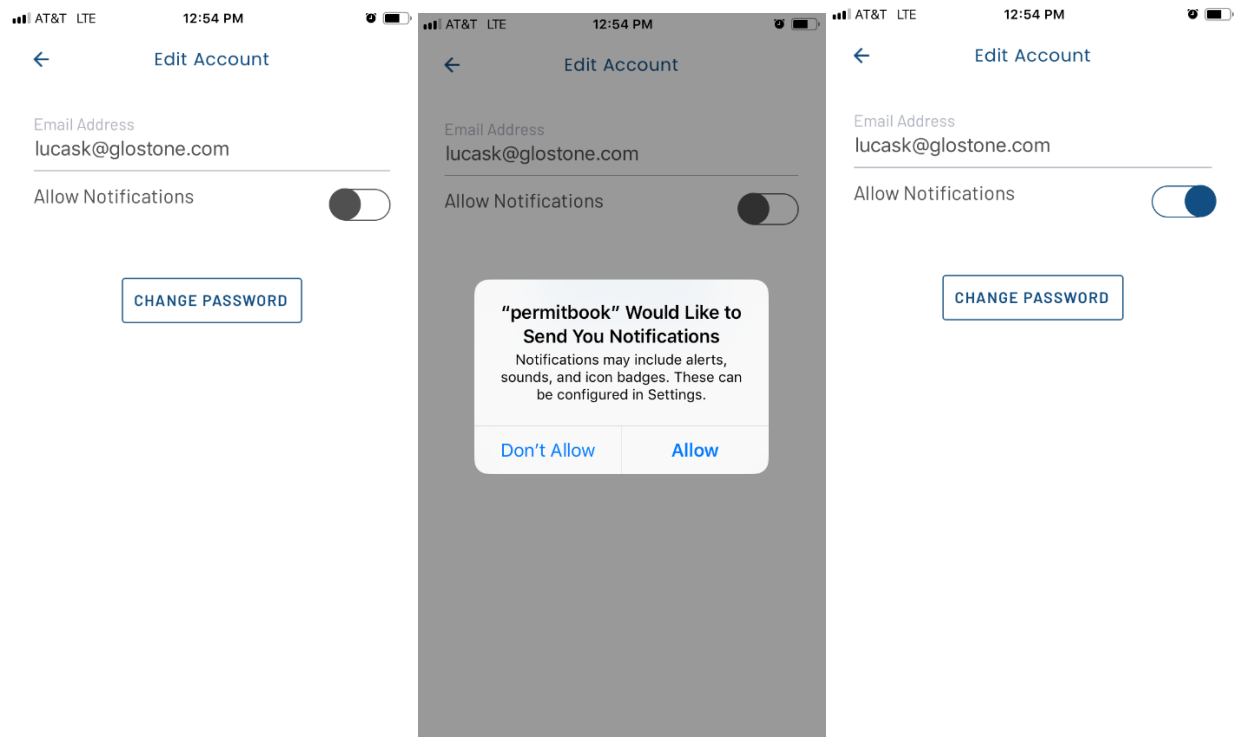 AT&T LTE 12:54 PM
Edit Account
Email Address
lucask@glostone.com
Allow Notifications
CHANGE PASSWORD
AT&T LTE 12:54 PM
Edit Account
Email Address
lucask@glostone.com
Allow Notifications
“permitbook” Would Like to
Send You Notifications
Notifications may include alerts,
sounds, and icon badges. These can
be configured in Settings.
Don’t Allow Allow
AT&T LTE 12:54 PM
Edit Account
Email Address
lucask@glostone.com
Allow Notifications
CHANGE PASSWORD